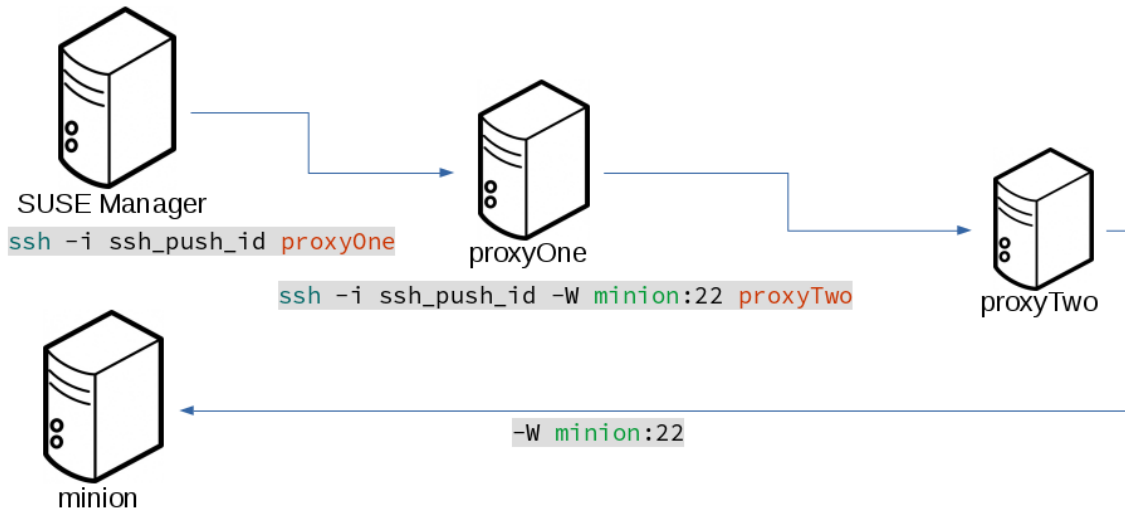 SUSE Manager
ssh -i ssh_push_id proxyOne
proxyOne
ssh -i ssh_push_id -W minion:22 proxyTwo
proxyTwo
-W minion:22
minion